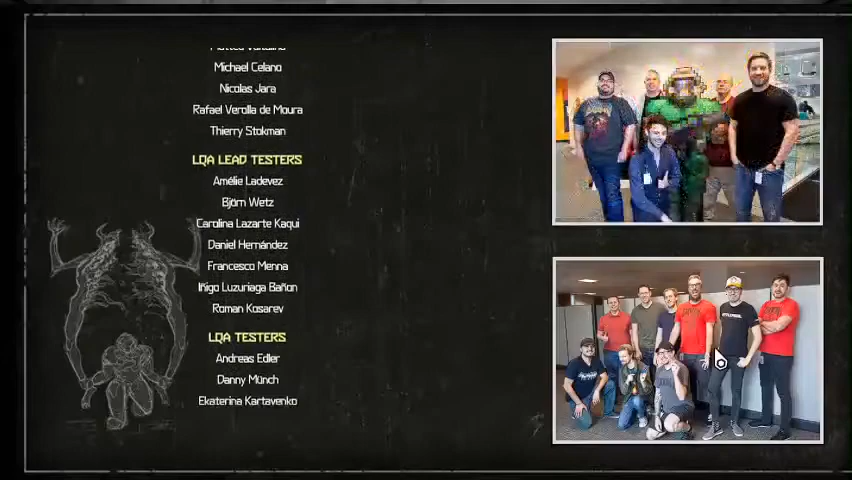 Michael Celano
Nicolas Jara
Rafael Verolla de Moura
Thierry Stokman
LQA LEAD TESTERS
Amélie Ladevez
Björn Wetz
Carolina Lazarte Kaqui
Daniel Hernández
Francesco Menna
Iñigo Luzuriaga Bañon
Roman Kosarev
LQA TESTERS
Andreas Edler
Danny Münch
Ekaterina Kartavenko